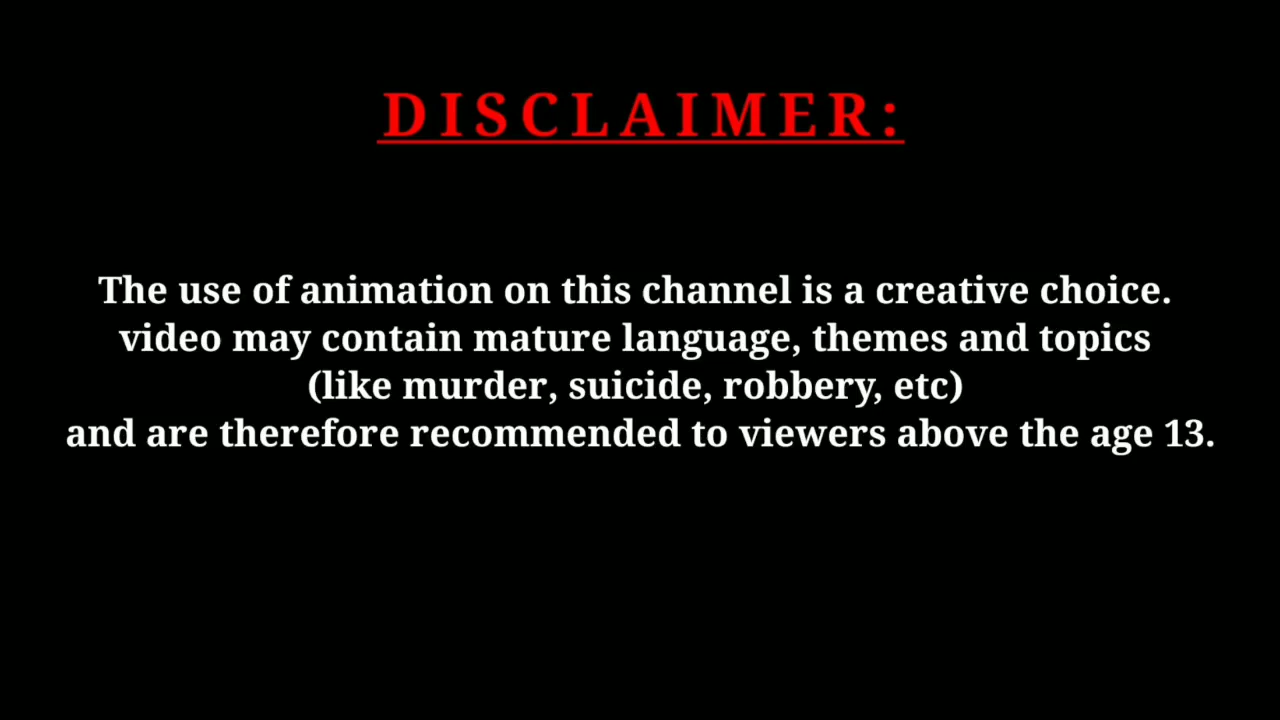 DISCLAIMER:
The use of animation on this channel is a creative choice.
video may contain mature language, themes and topics
(like murder, suicide, robbery, etc)
and are therefore recommended to viewers above the age 13.